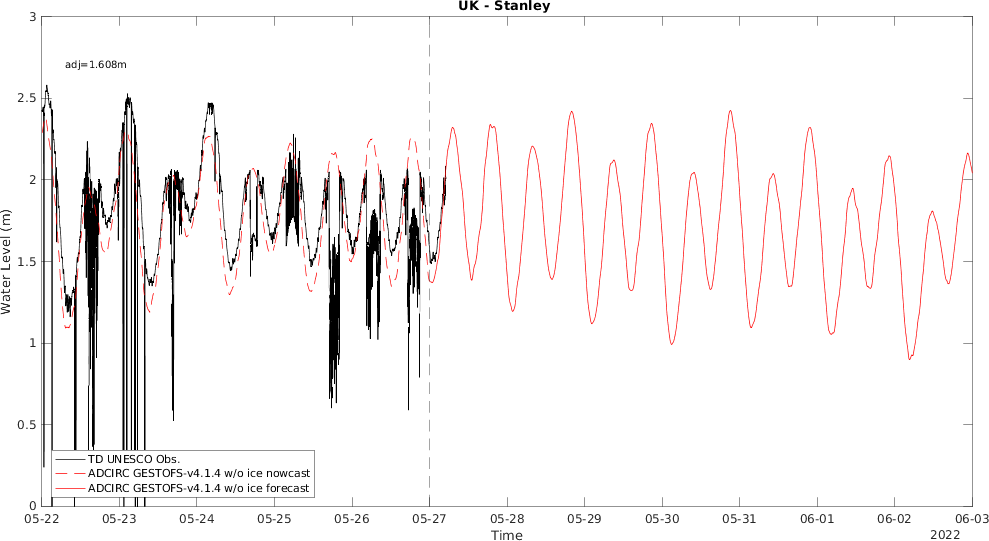 UK - Stanley
3
adj=1.608m
2.5
2
1.5
1
0.5
0
Water Level (m)
TD UNESCO Obs.
ADCIRC GESTOFS-v4.1.4 w/o ice nowcast
ADCIRC GESTOFS-v4.1.4 w/o ice forecast
05-22 05-23 05-24 05-25 05-26 05-27 05-28 05-29 05-30 05-31 06-01 06-02 06-03
Time
2022